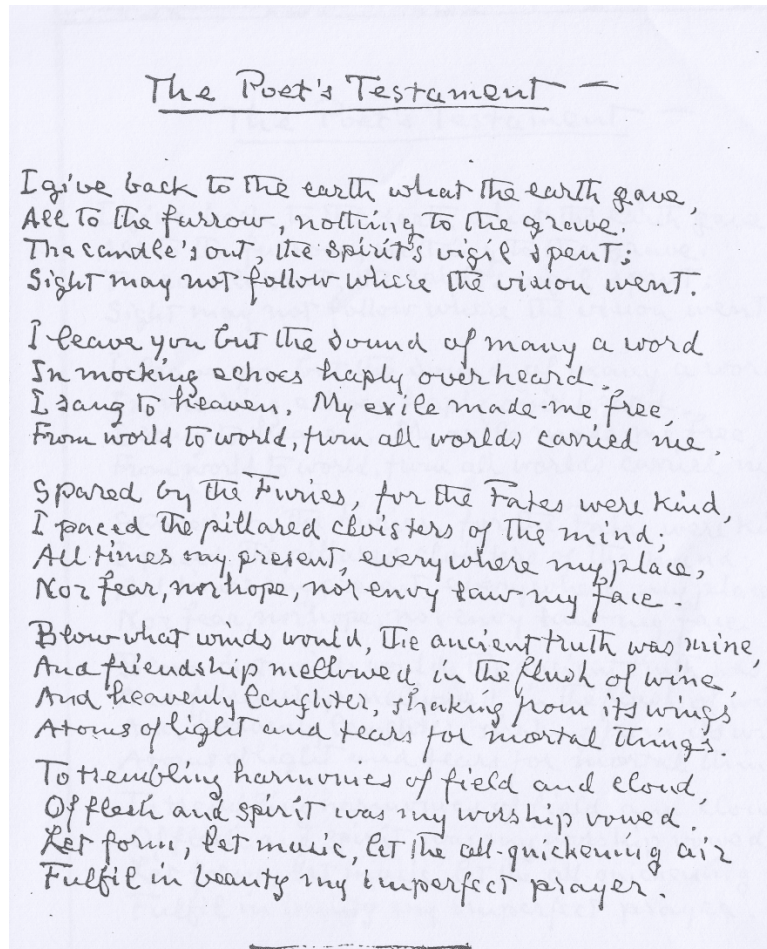 The Poet's Testament —
I give back to the earth what the earth gave,
All to the furrow, nothing to the grave.
The candle's out, the spirit's vigil spent;
Sight may not follow where the vision went.
I leave you but the sound of many a word
In mocking echoes haply overheard.
I sang to heaven. My exile made me free
From world to world, from all worlds carried me.
Spared by the Furies, for the Fates were kind,
I paced the pillared cloisters of the mind.
All times my present, everywhere my place,
Nor fear, nor hope, nor envy saw my face.
Blow what winds would, the ancient truth was mine,
And friendship mellowed in the flush of wine,
And heavenly laughter, shaking from its wings
Atoms of light and tears for mortal things.
To trembling harmonies of field and cloud,
Of flesh and spirit was my worship vowed
Let form, let music, let the all-quickening air
Fulfil in beauty my imperfect prayer.